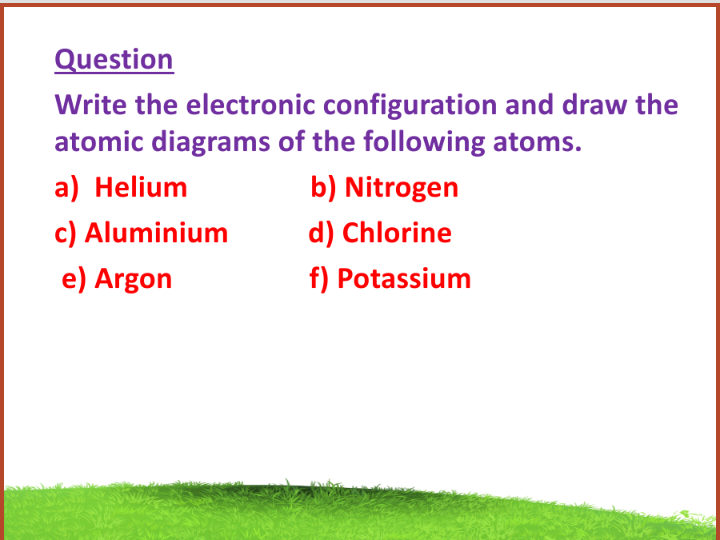 Question
Write the electronic configuration and draw the
atomic diagrams of the following atoms.
a) Helium b) Nitrogen
c) Aluminium d) Chlorine
e) Argon f) Potassium